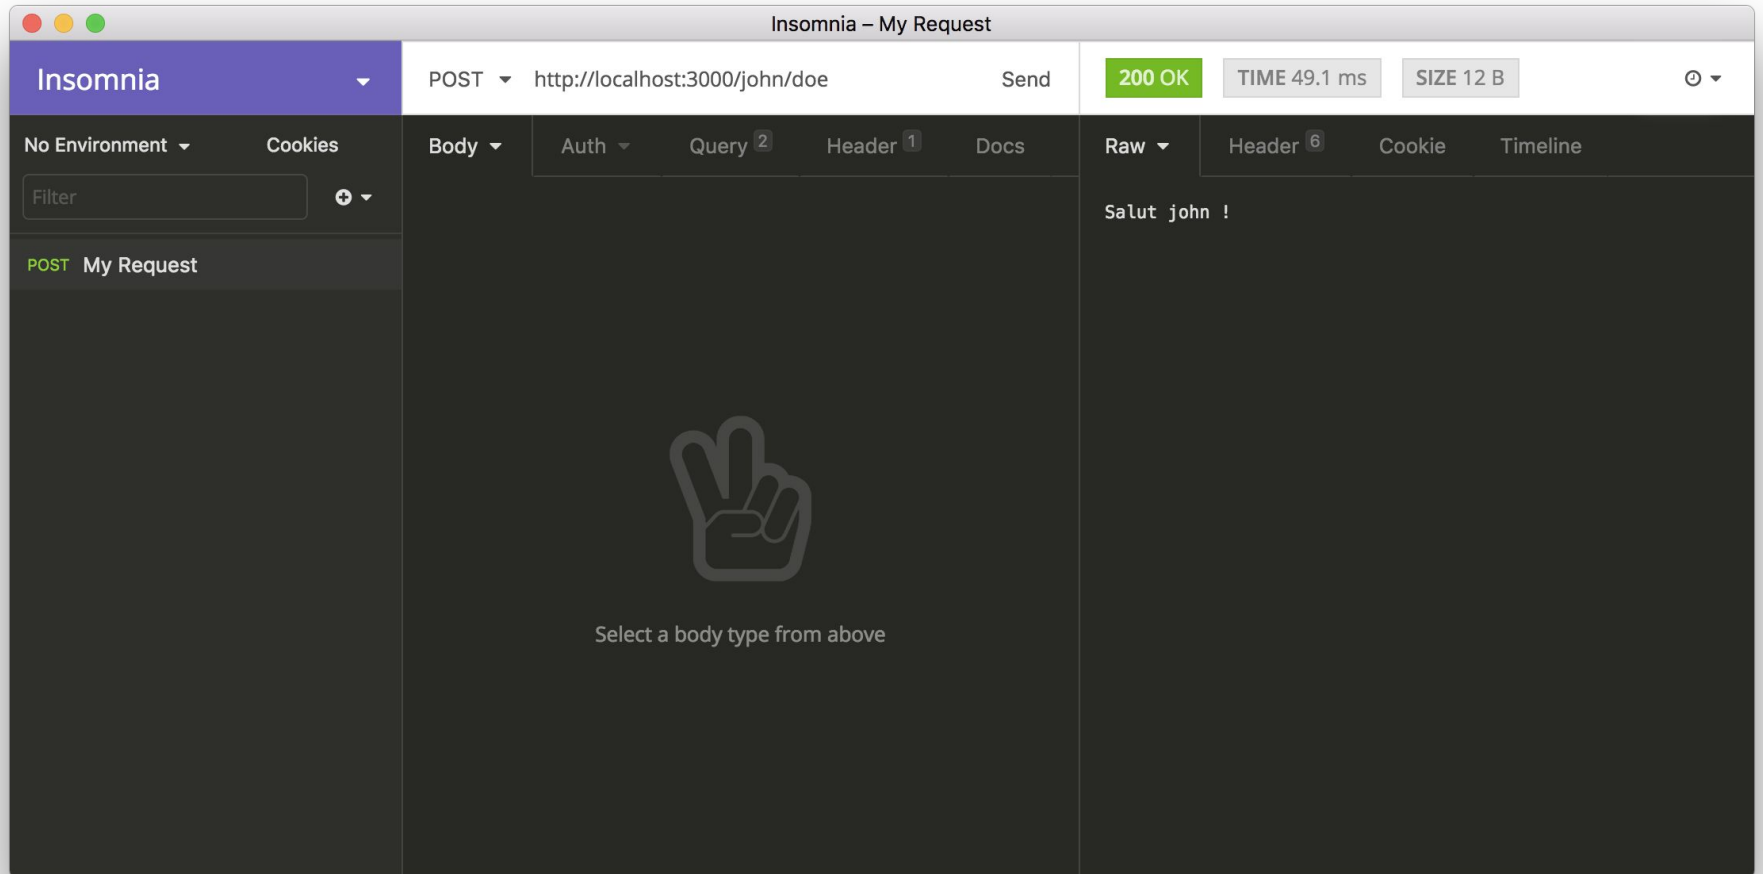 Insomnia – My Request
Insomnia
POST http://localhost:3000/john/doe Send
200 OK TIME 49.1 ms SIZE 12 B
No Environment Cookies
Body Auth Query 2 Header 1 Docs
Raw Header 6 Cookie Timeline
Filter
Salut john !
POST My Request
Select a body type from above